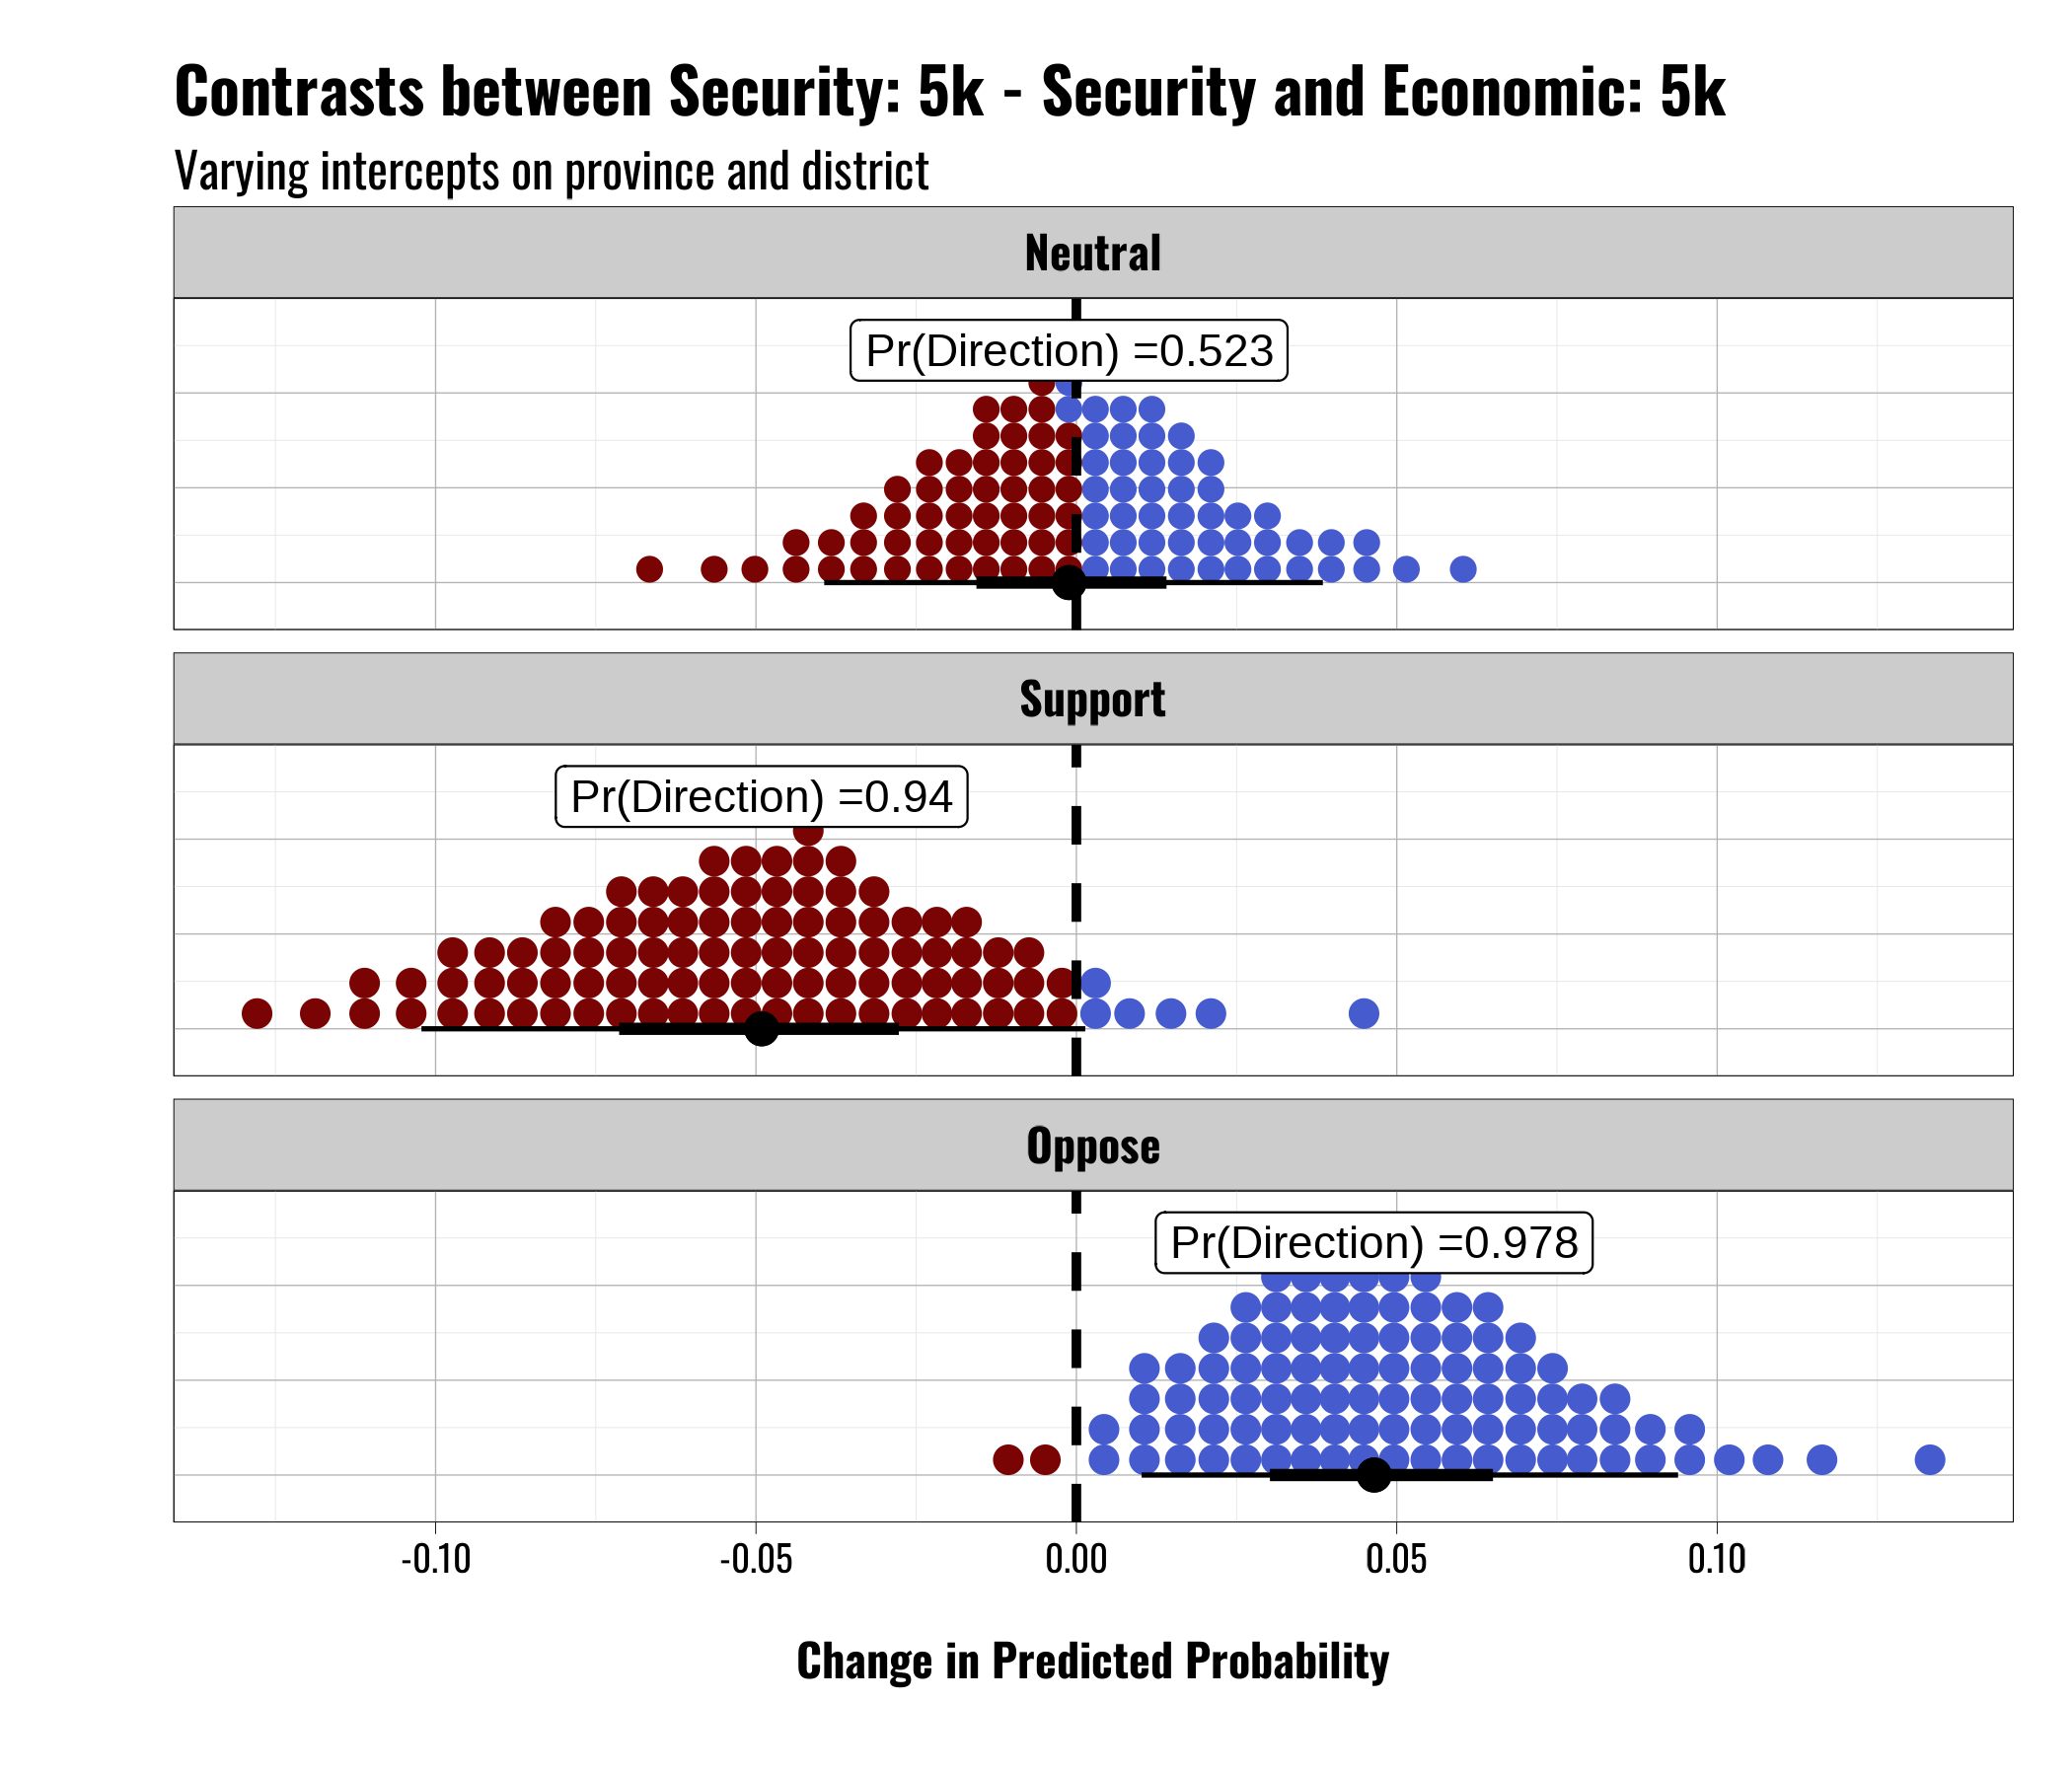 Contrasts between Security: 5k - Security and Economic: 5k
Varying intercepts on province and district
Neutral
Pr(Direction) =0.523
Support
Pr(Direction) =0.94
Oppose
Pr(Direction) =0.978
-0.10 -0.05 0.00 0.05 0.10
Change in Predicted Probability